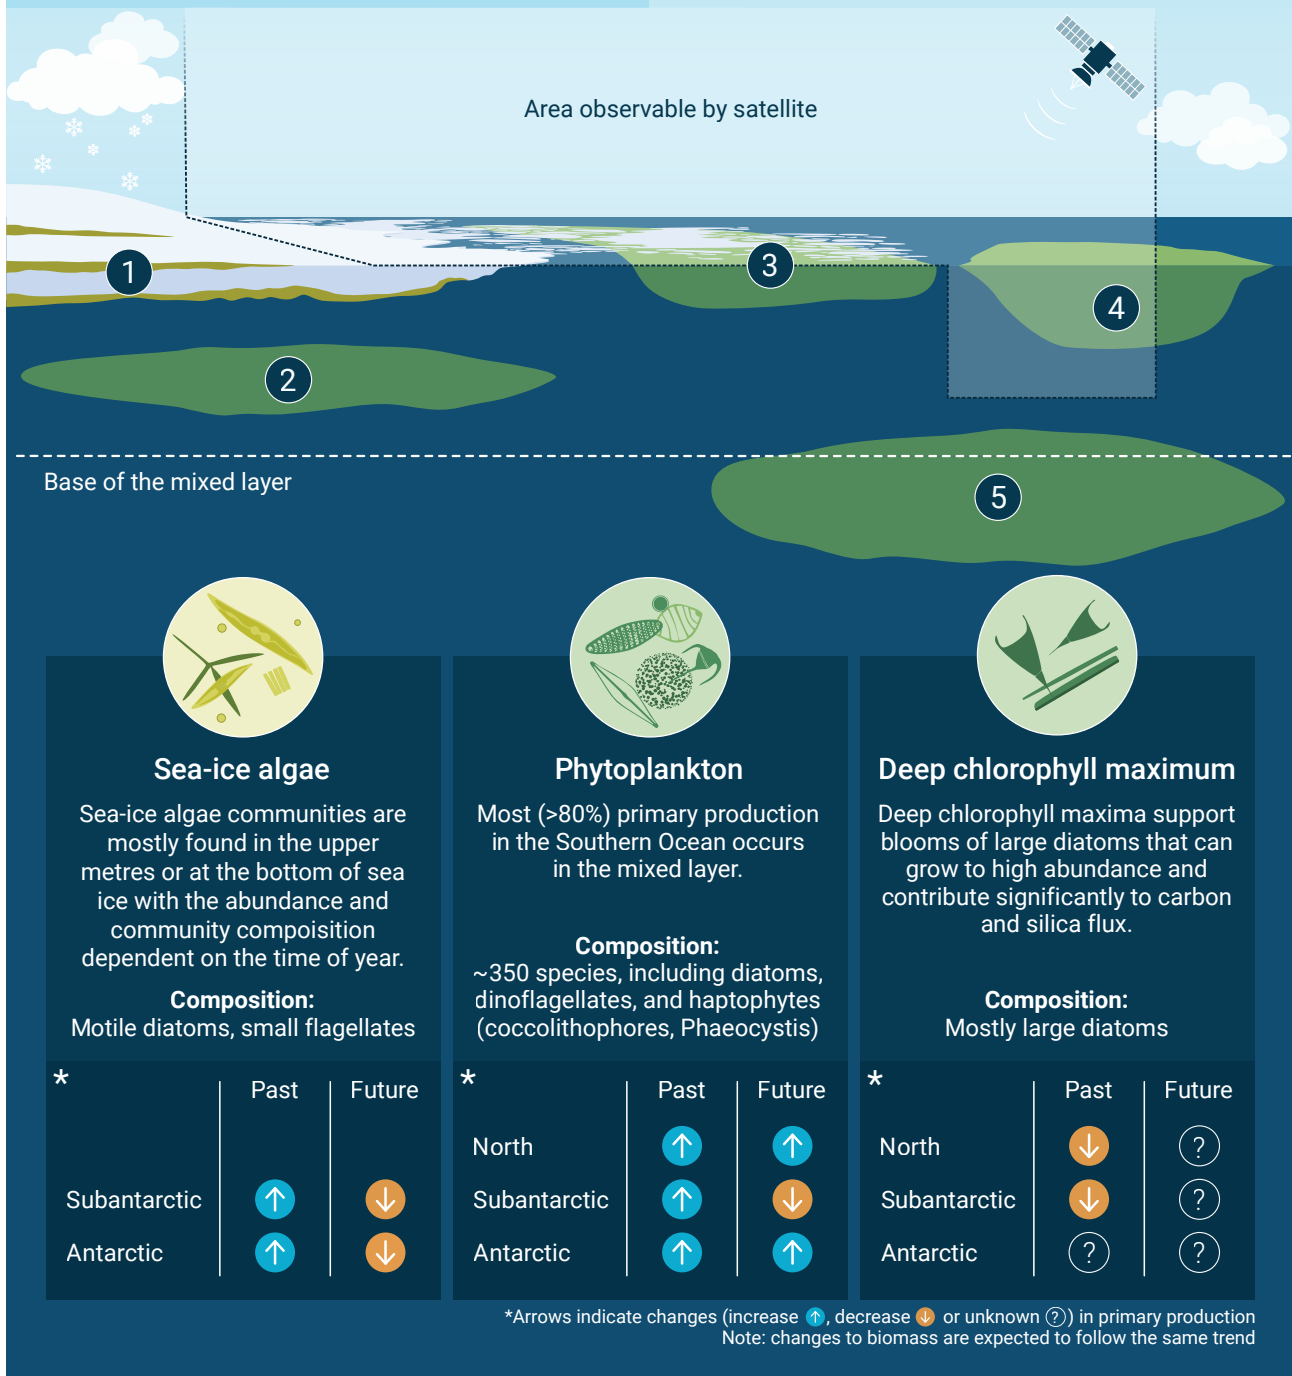 Area observable by satellite
1
2
3
4
5
Base of the mixed layer
Sea-ice algae
Sea-ice algae communities are
mostly found in the upper
metres or at the bottom of sea
ice with the abundance and
community compoisition
dependent on the time of year.
Composition:
Motile diatoms, small flagellates
*
Past Future
Subantarctic ↑ ↓
Antarctic ↑ ↓
Phytoplankton
Most (>80%) primary production
in the Southern Ocean occurs
in the mixed layer.
Composition:
~350 species, including diatoms,
dinoflagellates, and haptophytes
(coccolithophores, Phaeocystis)
*
Past Future
North ↑ ↑
Subantarctic ↑ ↓
Antarctic ↑ ↑
Deep chlorophyll maximum
Deep chlorophyll maxima support
blooms of large diatoms that can
grow to high abundance and
contribute significantly to carbon
and silica flux.
Composition:
Mostly large diatoms
*
Past Future
North ↓ ?
Subantarctic ↓ ?
Antarctic ? ?
*Arrows indicate changes (increase ↑, decrease ↓ or unknown ?) in primary production
Note: changes to biomass are expected to follow the same trend